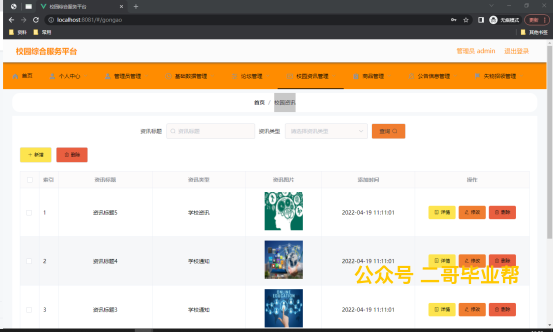 校园综合服务平台
localhost:8081/#/gongao
无痕模式
更新
资料 常用 其他书签
校园综合服务平台 管理员 admin 退出登录
首页 个人中心 管理员管理 基础数据管理 论坛管理 校园资讯管理 商品管理 公告信息管理 失物招领管理
首页 / 校园资讯
资讯标题 资讯标题 资讯类型 请选择资讯类型 查询
+ 新增 删除
索引 资讯标题 资讯类型 资讯图片 添加时间 操作
1 资讯标题5 学校资讯 2022-04-19 11:11:01 详情 修改 删除
2 资讯标题4 学校通知 2022-04-19 11:11:01 详情 修改 删除
公众号 二哥毕业帮
3 资讯标题3 学校通知 2022-04-19 11:11:01 详情 修改 删除